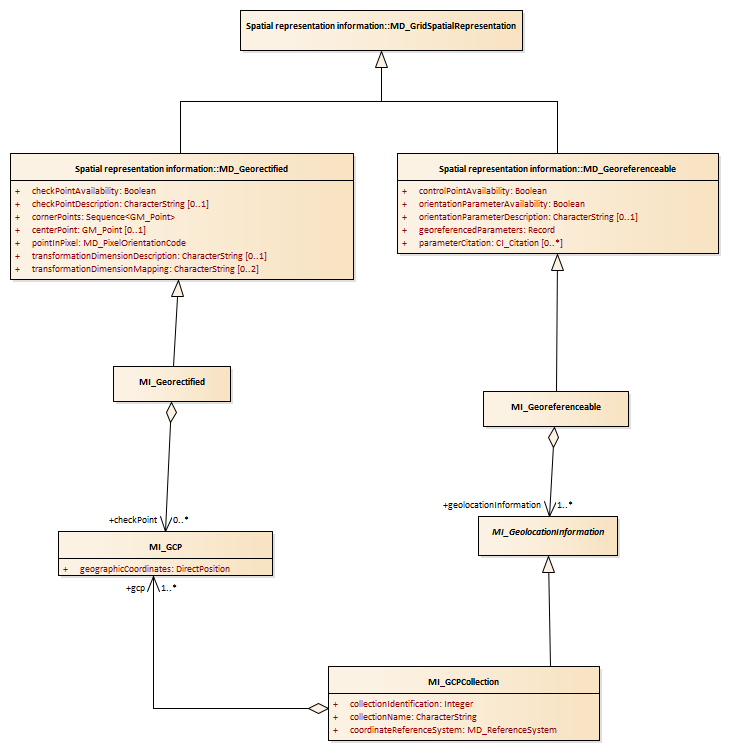 Spatial representation information::MD_GridSpatialRepresentation
Spatial representation information::MD_Georectified
+ checkPointAvailability: Boolean
+ checkPointDescription: CharacterString [0..1]
+ cornerPoints: Sequence<GM_Point>
+ centerPoint: GM_Point [0..1]
+ pointInPixel: MD_PixelOrientationCode
+ transformationDimensionDescription: CharacterString [0..1]
+ transformationDimensionMapping: CharacterString [0..2]
Spatial representation information::MD_Georeferenceable
+ controlPointAvailability: Boolean
+ orientationParameterAvailability: Boolean
+ orientationParameterDescription: CharacterString [0..1]
+ georeferencedParameters: Record
+ parameterCitation: CI_Citation [0..*]
MI_Georectified
MI_Georeferenceable
+checkPoint 0..*
+geolocationInformation 1..*
MI_GCP
+ geographicCoordinates: DirectPosition
MI_GeolocationInformation
+gcp 1..*
MI_GCPCollection
+ collectionIdentification: Integer
+ collectionName: CharacterString
+ coordinateReferenceSystem: MD_ReferenceSystem